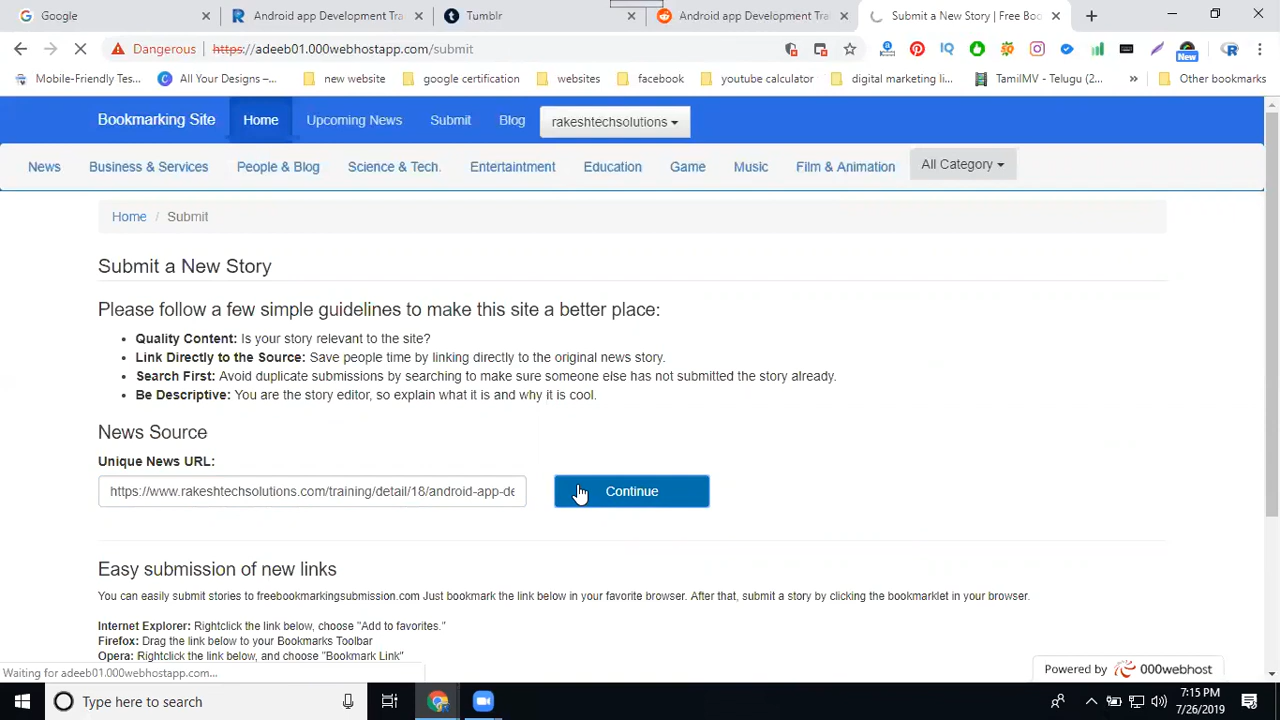 Google
Android app Development Tra
Tumblr
Android app Development Trai
Submit a New Story | Free Boo
Dangerous
https://adeeb01.000webhostapp.com/submit
New
Mobile-Friendly Tes...
All Your Designs –...
new website
google certification
websites
facebook
youtube calculator
digital marketing li...
TamilMV - Telugu (2...
»
Other bookmarks
Bookmarking Site
Home
Upcoming News
Submit
Blog
rakeshtechsolutions
News
Business & Services
People & Blog
Science & Tech.
Entertaintment
Education
Game
Music
Film & Animation
All Category
Home / Submit
Submit a New Story
Please follow a few simple guidelines to make this site a better place:
• Quality Content: Is your story relevant to the site?
• Link Directly to the Source: Save people time by linking directly to the original news story.
• Search First: Avoid duplicate submissions by searching to make sure someone else has not submitted the story already.
• Be Descriptive: You are the story editor, so explain what it is and why it is cool.
News Source
Unique News URL:
https://www.rakeshtechsolutions.com/training/detail/18/android-app-de
Continue
Easy submission of new links
You can easily submit stories to freebookmarkingsubmission.com Just bookmark the link below in your favorite browser. After that, submit a story by clicking the bookmarklet in your browser.
Internet Explorer: Rightclick the link below, choose "Add to favorites."
Firefox: Drag the link below to your Bookmarks Toolbar
Opera: Rightclick the link below, and choose "Bookmark Link"
Waiting for adeeb01.000webhostapp.com...
Powered by 000webhost
Type here to search
7:15 PM
7/26/2019